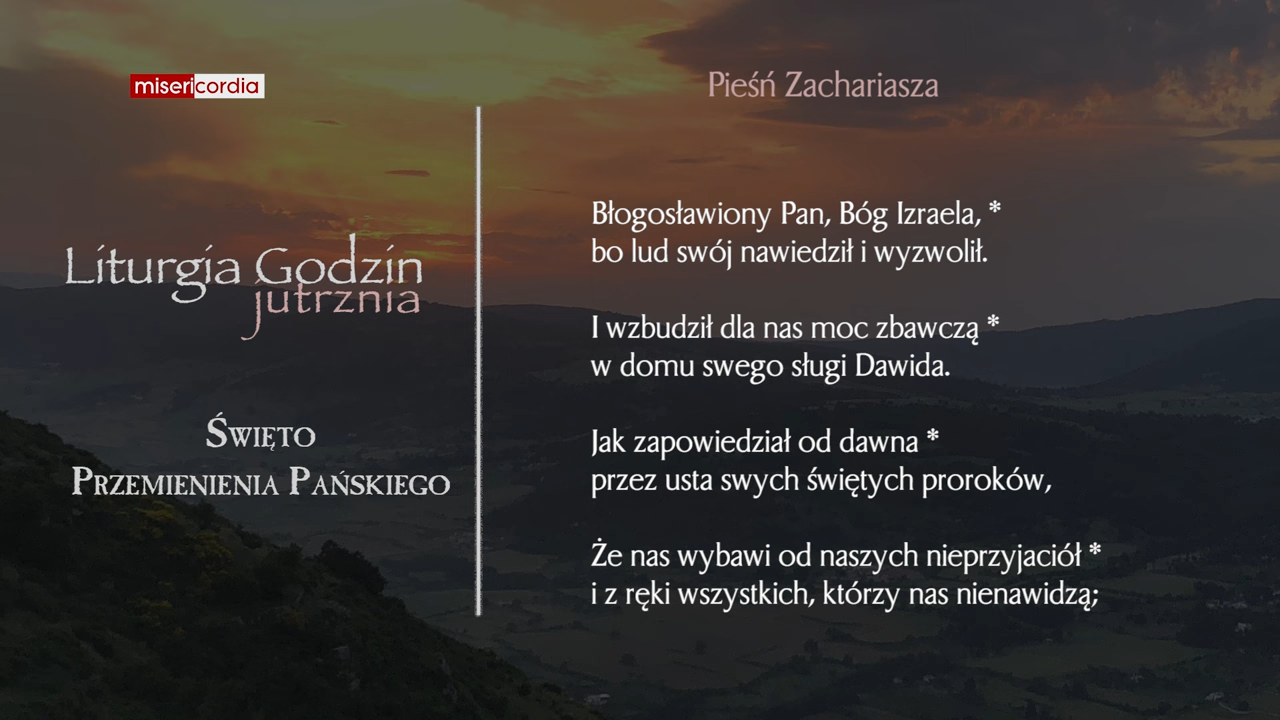 misericordia
Liturgia Godzin
jutrznia
Święto
Przemienienia Pańskiego
Pieśń Zachariasza
Błogosławiony Pan, Bóg Izraela, *
bo lud swój nawiedził i wyzwolił.
I wzbudził dla nas moc zbawczą *
w domu swego sługi Dawida.
Jak zapowiedział od dawna *
przez usta swych świętych proroków,
Że nas wybawi od naszych nieprzyjaciół *
i z ręki wszystkich, którzy nas nienawidzą;